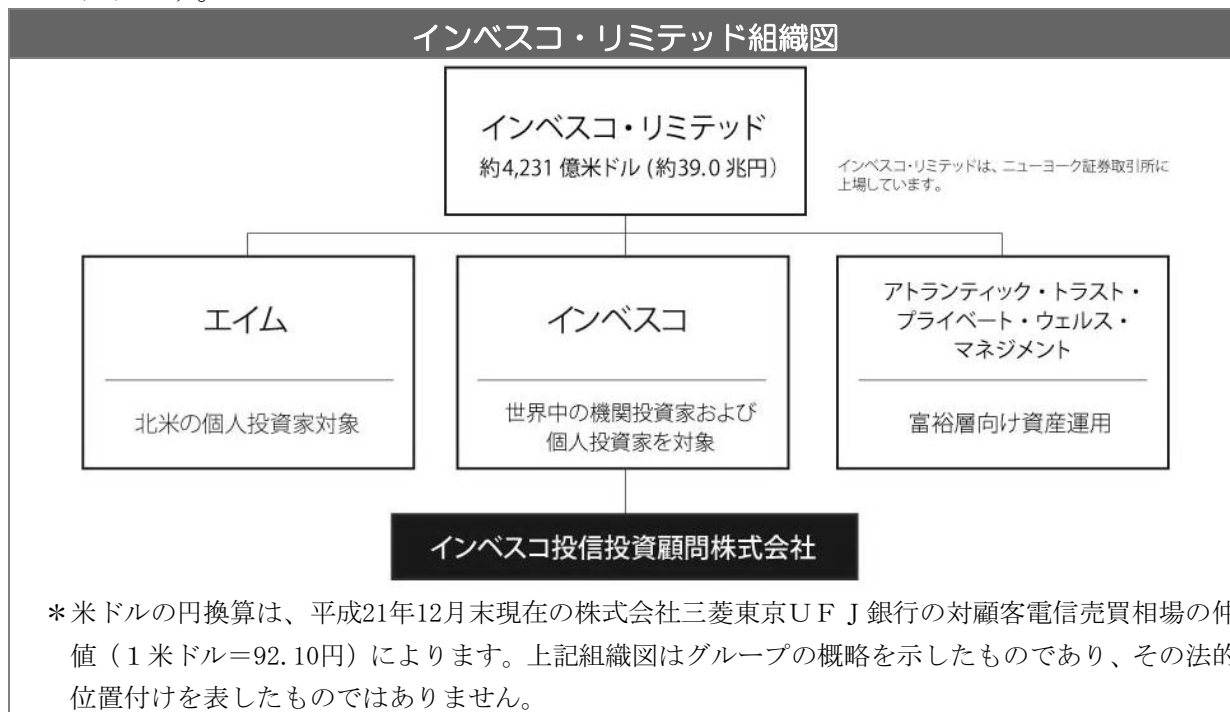 インベスコ・リミテッド組織図
インベスコ・リミテッド
約4,231 億米ドル (約39.0 兆円)
インベスコ・リミテッドは、ニューヨーク証券取引所に
上場しています。
エイム
北米の個人投資家対象
インベスコ
世界中の機関投資家および
個人投資家を対象
アトランティック・トラスト・
プライベート・ウェルス・
マネジメント
富裕層向け資産運用
インベスコ投信投資顧問株式会社
＊米ドルの円換算は、平成21年12月末現在の株式会社三菱東京ＵＦＪ銀行の対顧客電信売買相場の仲
値（１米ドル＝92.10円）によります。上記組織図はグループの概略を示したものであり、その法的
位置付けを表したものではありません。